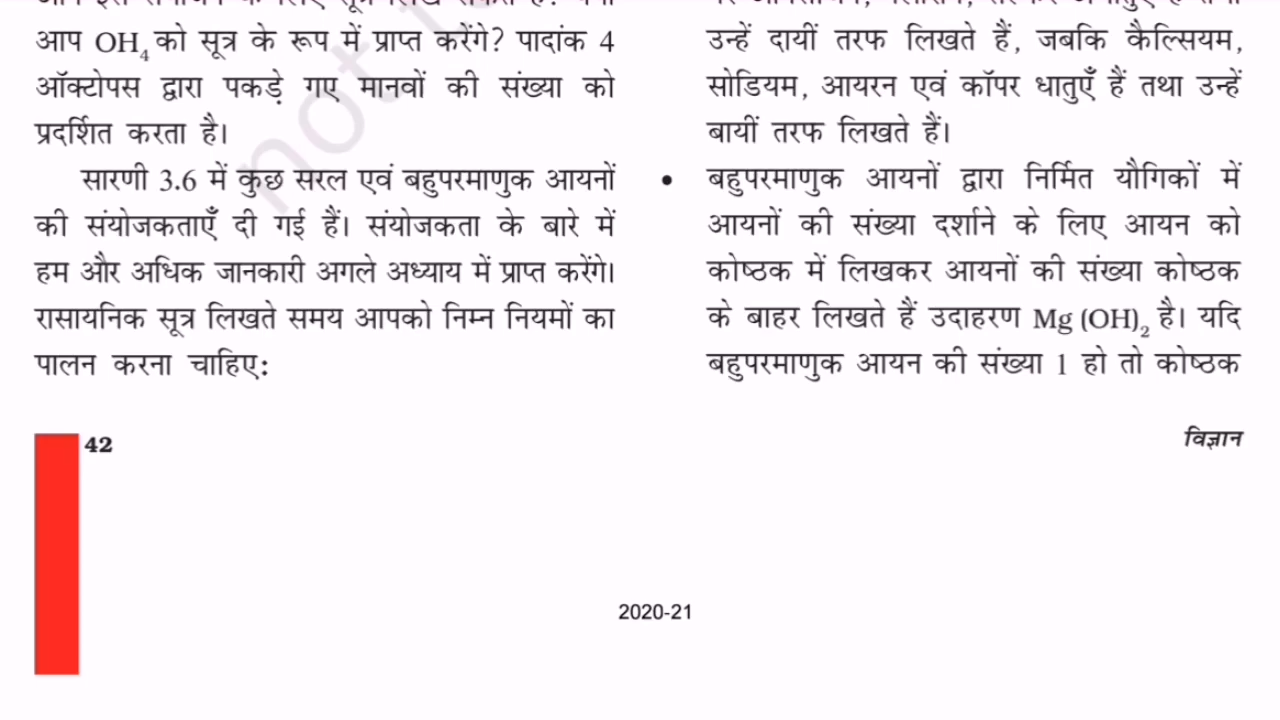 आप OH₄ को सूत्र के रूप में प्राप्त करेंगे? पादांक 4
ऑक्टोपस द्वारा पकड़े गए मानवों की संख्या को
प्रदर्शित करता है।
सारणी 3.6 में कुछ सरल एवं बहुपरमाणुक आयनों
की संयोजकताएँ दी गई हैं। संयोजकता के बारे में
हम और अधिक जानकारी अगले अध्याय में प्राप्त करेंगे।
रासायनिक सूत्र लिखते समय आपको निम्न नियमों का
पालन करना चाहिए:
उन्हें दायीं तरफ लिखते हैं, जबकि कैल्सियम,
सोडियम, आयरन एवं कॉपर धातुएँ हैं तथा उन्हें
बायीं तरफ लिखते हैं।
• बहुपरमाणुक आयनों द्वारा निर्मित यौगिकों में
आयनों की संख्या दर्शाने के लिए आयन को
कोष्ठक में लिखकर आयनों की संख्या कोष्ठक
के बाहर लिखते हैं उदाहरण Mg (OH)₂ है। यदि
बहुपरमाणुक आयन की संख्या 1 हो तो कोष्ठक
42
विज्ञान
2020-21
not